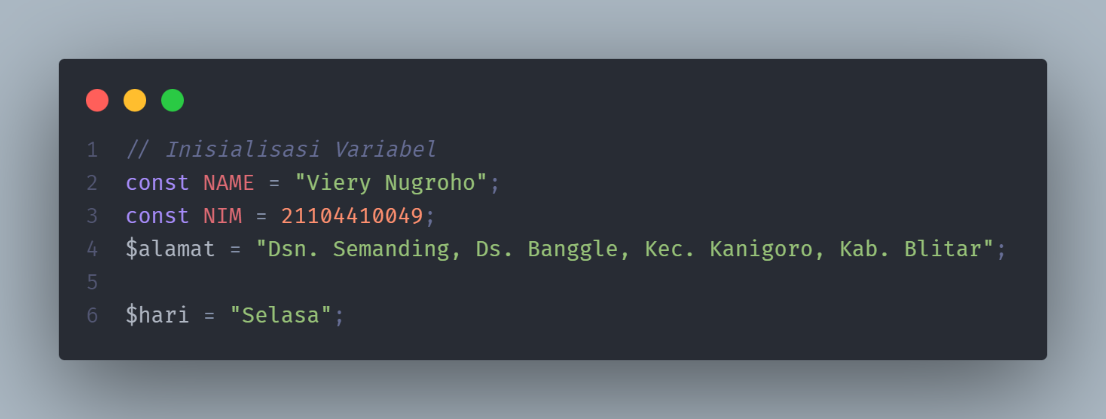 1 // Inisialisasi Variabel
2 const NAME = "Viery Nugroho";
3 const NIM = 21104410049;
4 $alamat = "Dsn. Semanding, Ds. Banggle, Kec. Kanigoro, Kab. Blitar";
5
6 $hari = "Selasa";